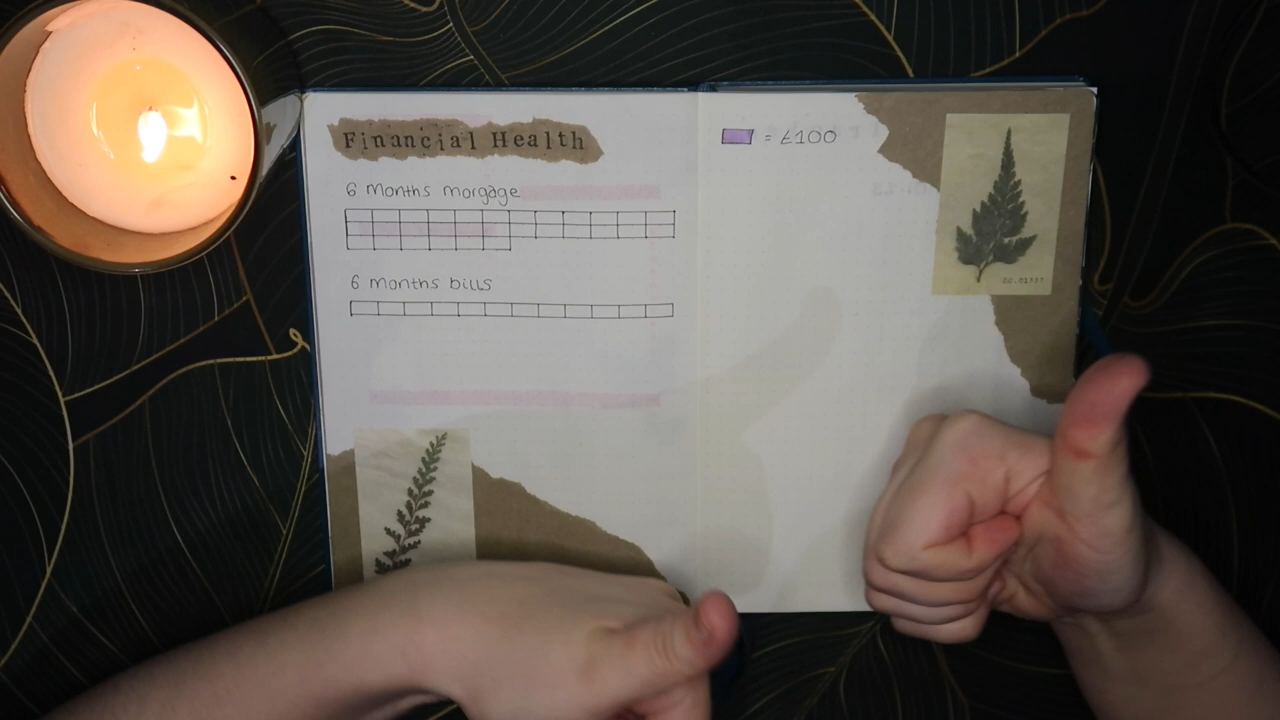 Financial Health
6 months morgage
6 months bills
= £100